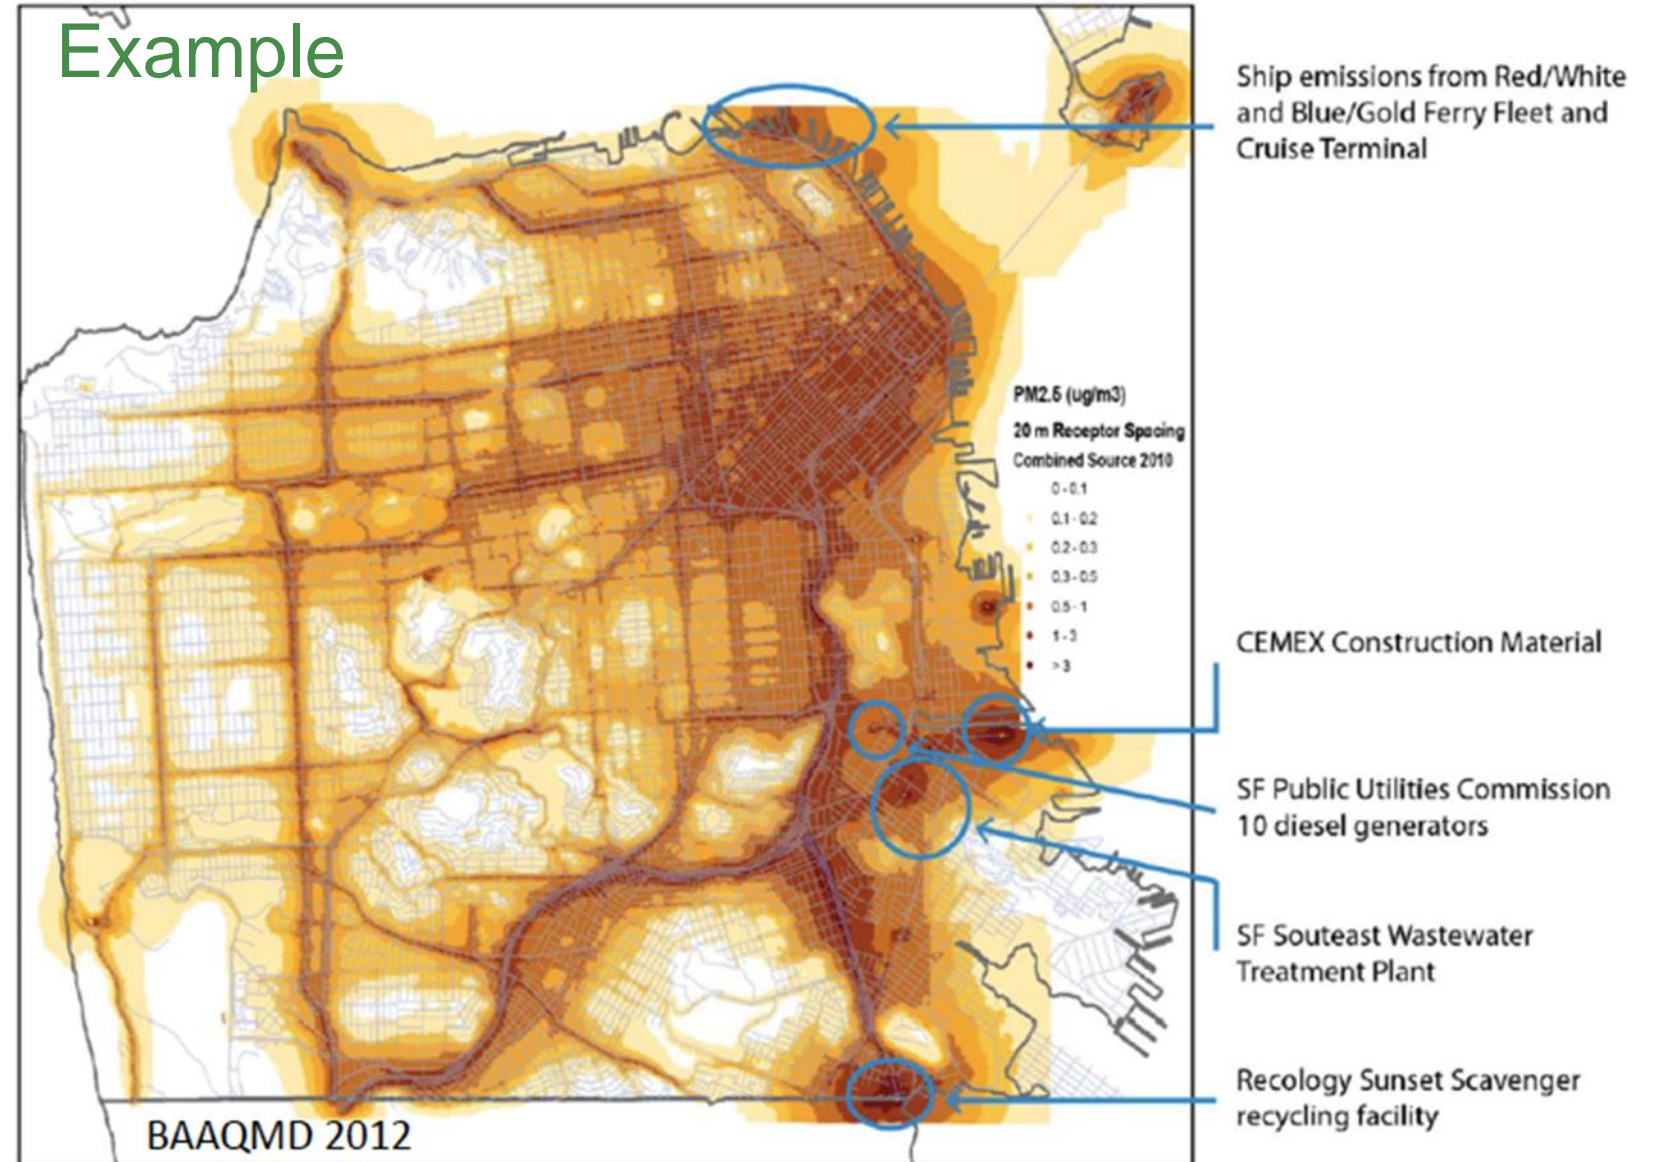 Example
Ship emissions from Red/White
and Blue/Gold Ferry Fleet and
Cruise Terminal
PM2.5 (ug/m3)
20 m Receptor Spacing
Combined Source 2010
0-0.1
0.1-0.2
0.2-0.3
0.3-0.5
0.5-1
1-3
>3
CEMEX Construction Material
SF Public Utilities Commission
10 diesel generators
SF Souteast Wastewater
Treatment Plant
Recology Sunset Scavenger
recycling facility
BAAQMD 2012